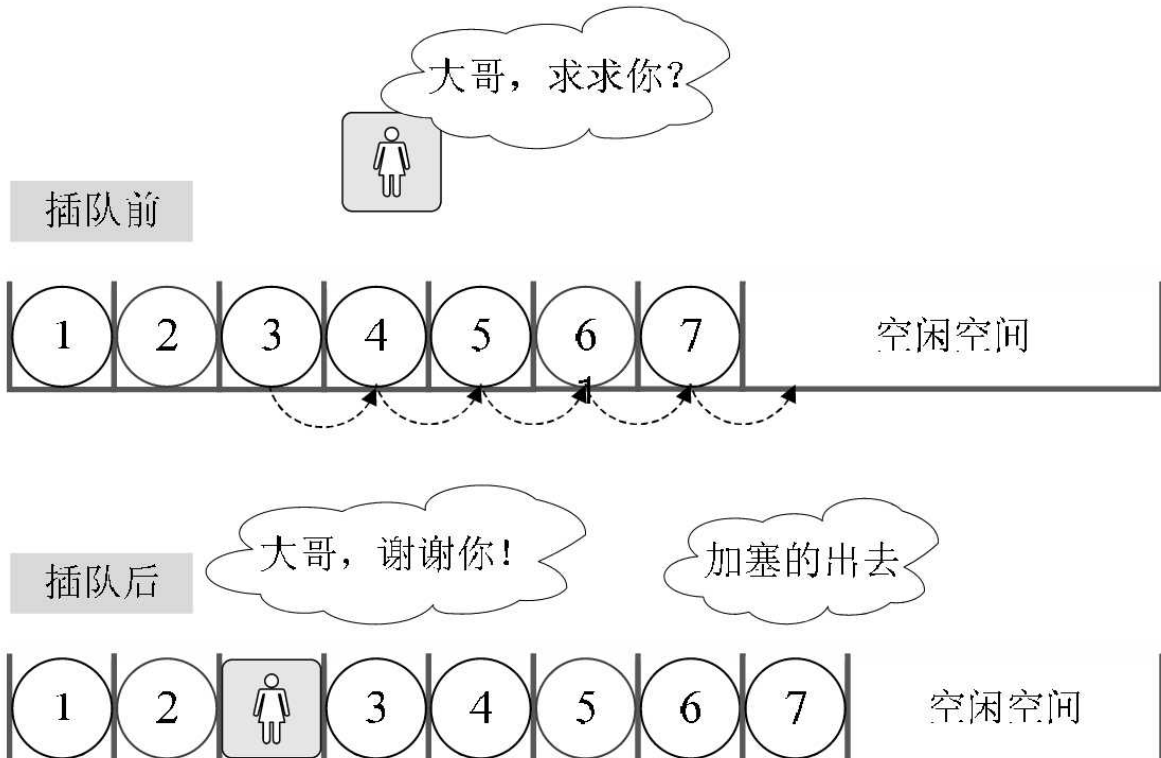 大哥，求求你？
插队前
1 2 3 4 5 6 7 空闲空间
1
大哥，谢谢你！
加塞的出去
插队后
1 2 3 4 5 6 7 空闲空间